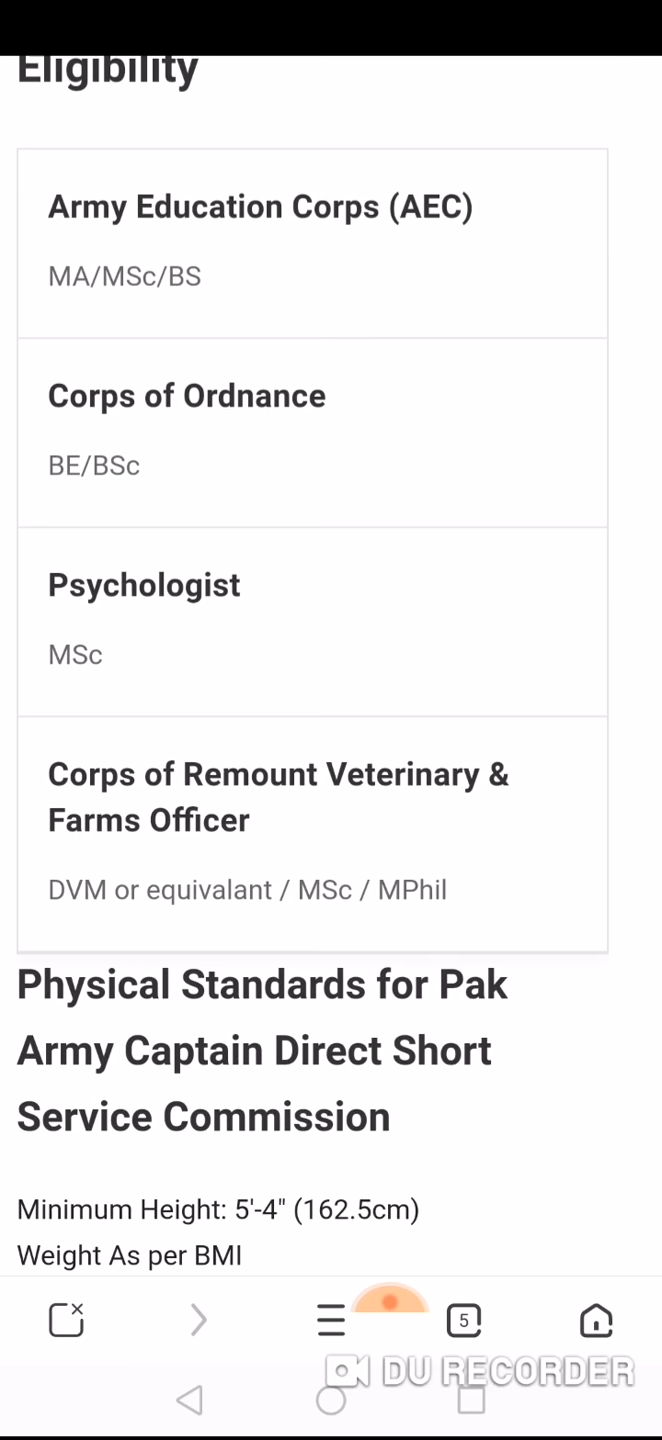 Eligibility
Army Education Corps (AEC)
MA/MSc/BS
Corps of Ordnance
BE/BSc
Psychologist
MSc
Corps of Remount Veterinary &
Farms Officer
DVM or equivalant / MSc / MPhil
Physical Standards for Pak
Army Captain Direct Short
Service Commission
Minimum Height: 5'-4" (162.5cm)
Weight As per BMI
5
DU RECORDER